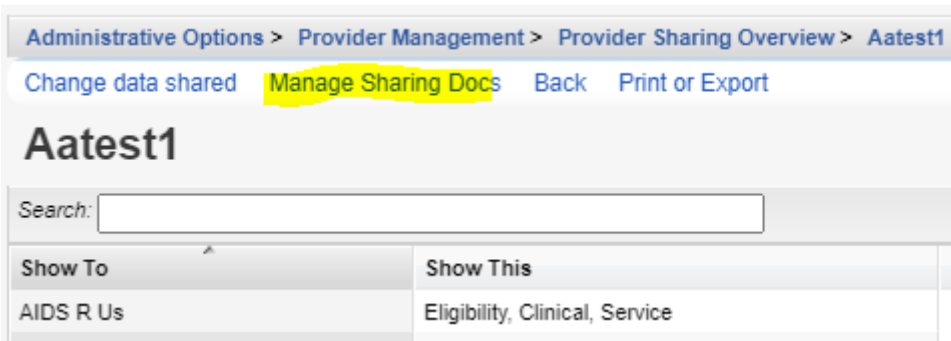 Administrative Options > Provider Management > Provider Sharing Overview > Aatest1
Change data shared Manage Sharing Docs Back Print or Export
Aatest1
Search:
Show To Show This
AIDS R Us Eligibility, Clinical, Service